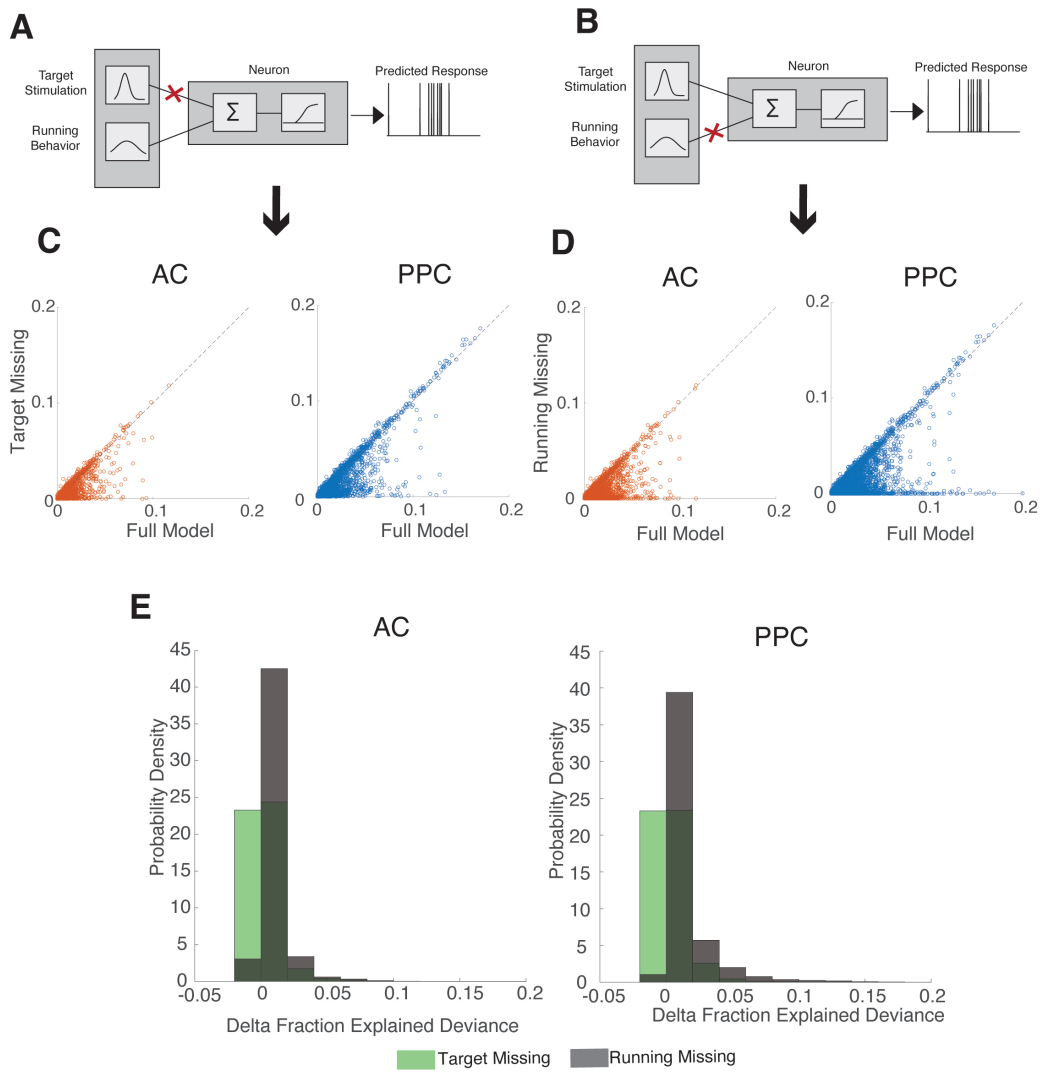 A
Target
Stimulation
Running
Behavior
Neuron
Σ
Predicted Response
B
Target
Stimulation
Running
Behavior
Neuron
Σ
Predicted Response
C
AC
0.2
0.1
0
0 0.1 0.2
Target Missing
Full Model
PPC
0.2
0.1
0
0 0.1 0.2
Full Model
D
AC
0.2
0.1
0
0 0.1 0.2
Running Missing
Full Model
PPC
0.2
0.1
0
0 0.1 0.2
Full Model
E
AC
45
40
35
30
25
20
15
10
5
0
Probability Density
-0.05 0 0.05 0.1 0.15 0.2
Delta Fraction Explained Deviance
PPC
45
40
35
30
25
20
15
10
5
0
Probability Density
-0.05 0 0.05 0.1 0.15 0.2
Delta Fraction Explained Deviance
Target Missing Running Missing